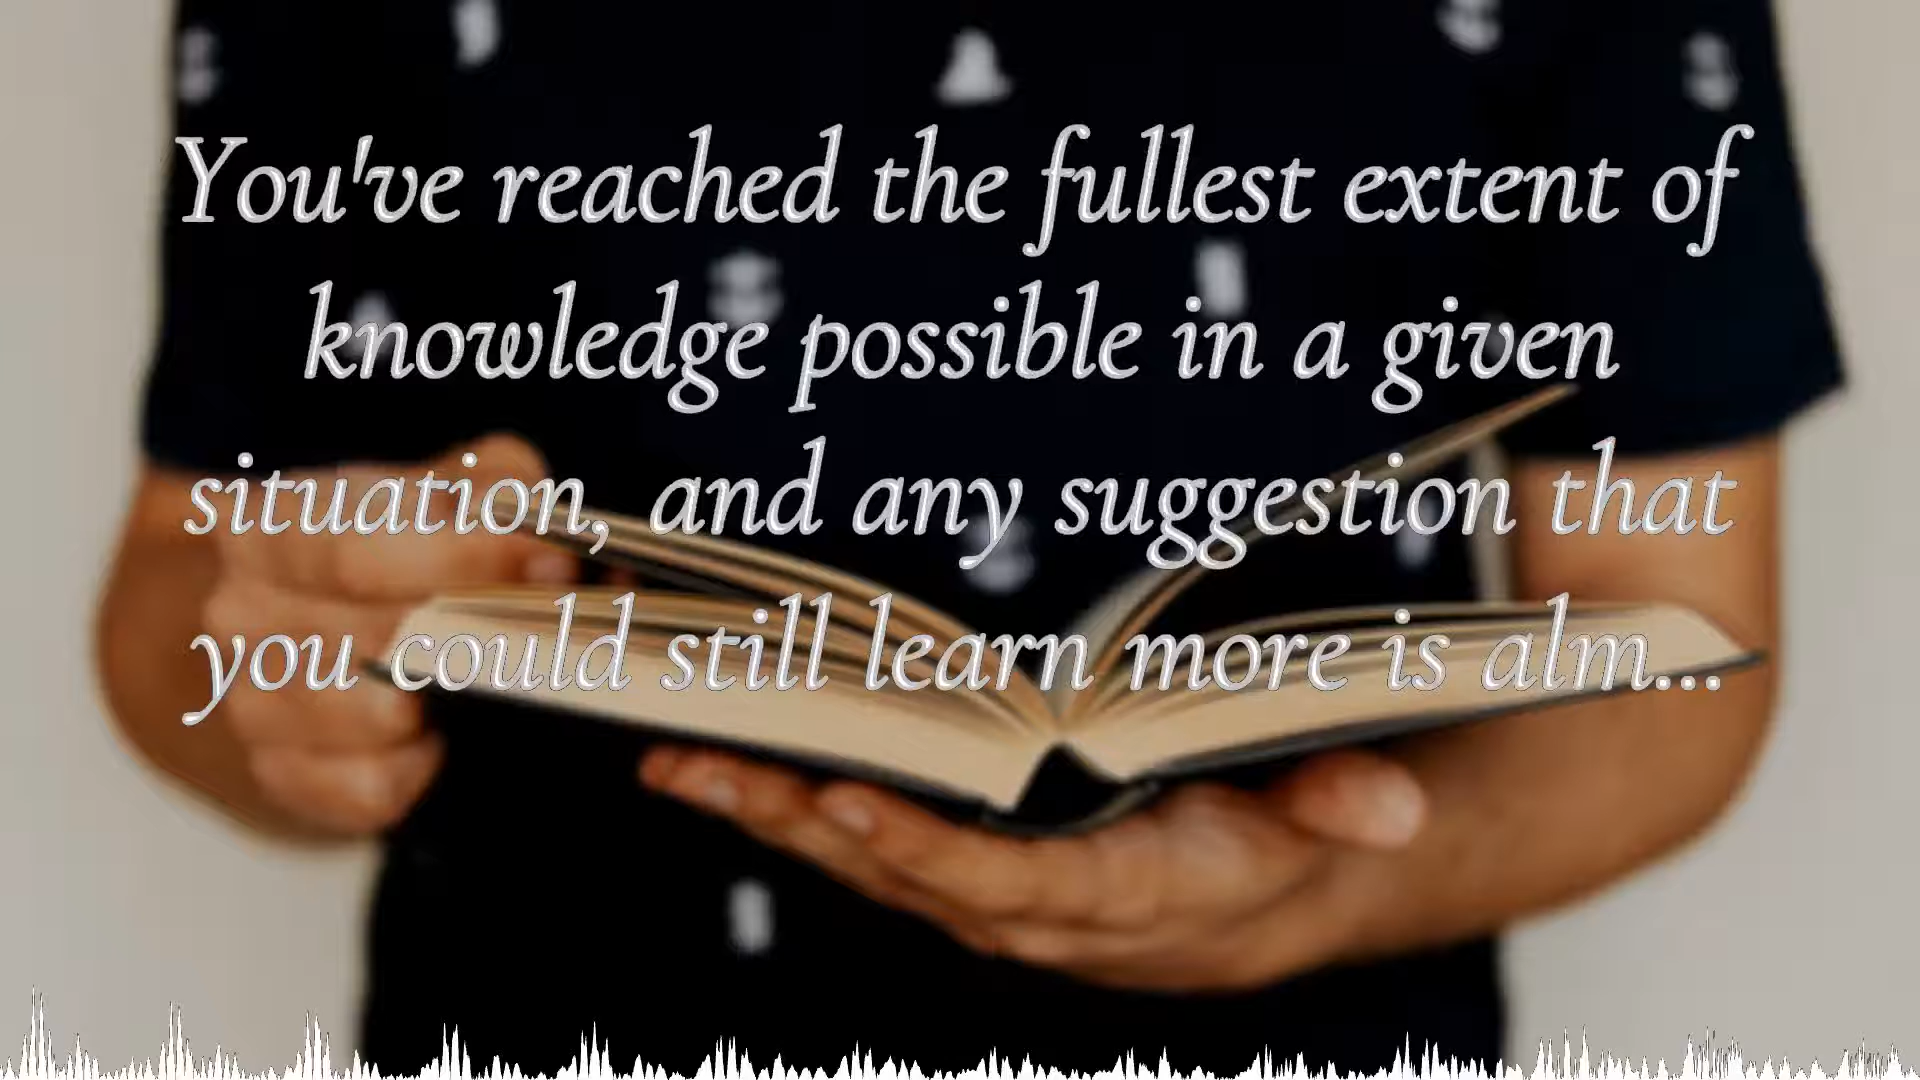 You've reached the fullest extent of
knowledge possible in a given
situation, and any suggestion that
you could still learn more is alm...